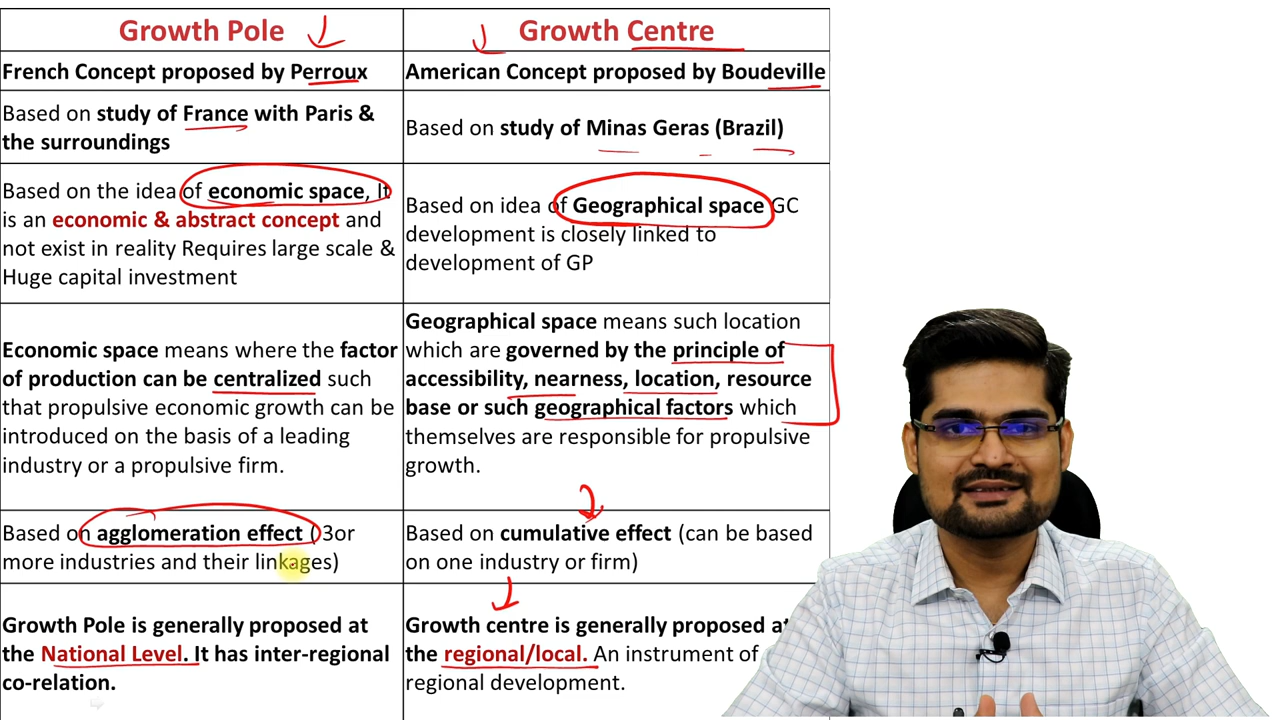 Growth Pole
Growth Centre
French Concept proposed by Perroux
American Concept proposed by Boudeville
Based on study of France with Paris &
the surroundings
Based on study of Minas Geras (Brazil)
Based on the idea of economic space, It
is an economic & abstract concept and
not exist in reality Requires large scale &
Huge capital investment
Based on idea of Geographical space GC
development is closely linked to
development of GP
Economic space means where the factor
of production can be centralized such
that propulsive economic growth can be
introduced on the basis of a leading
industry or a propulsive firm.
Geographical space means such location
which are governed by the principle of
accessibility, nearness, location, resource
base or such geographical factors which
themselves are responsible for propulsive
growth.
Based on agglomeration effect ( 3or
more industries and their linkages)
Based on cumulative effect (can be based
on one industry or firm)
Growth Pole is generally proposed at
the National Level. It has inter-regional
co-relation.
Growth centre is generally proposed at
the regional/local. An instrument of
regional development.